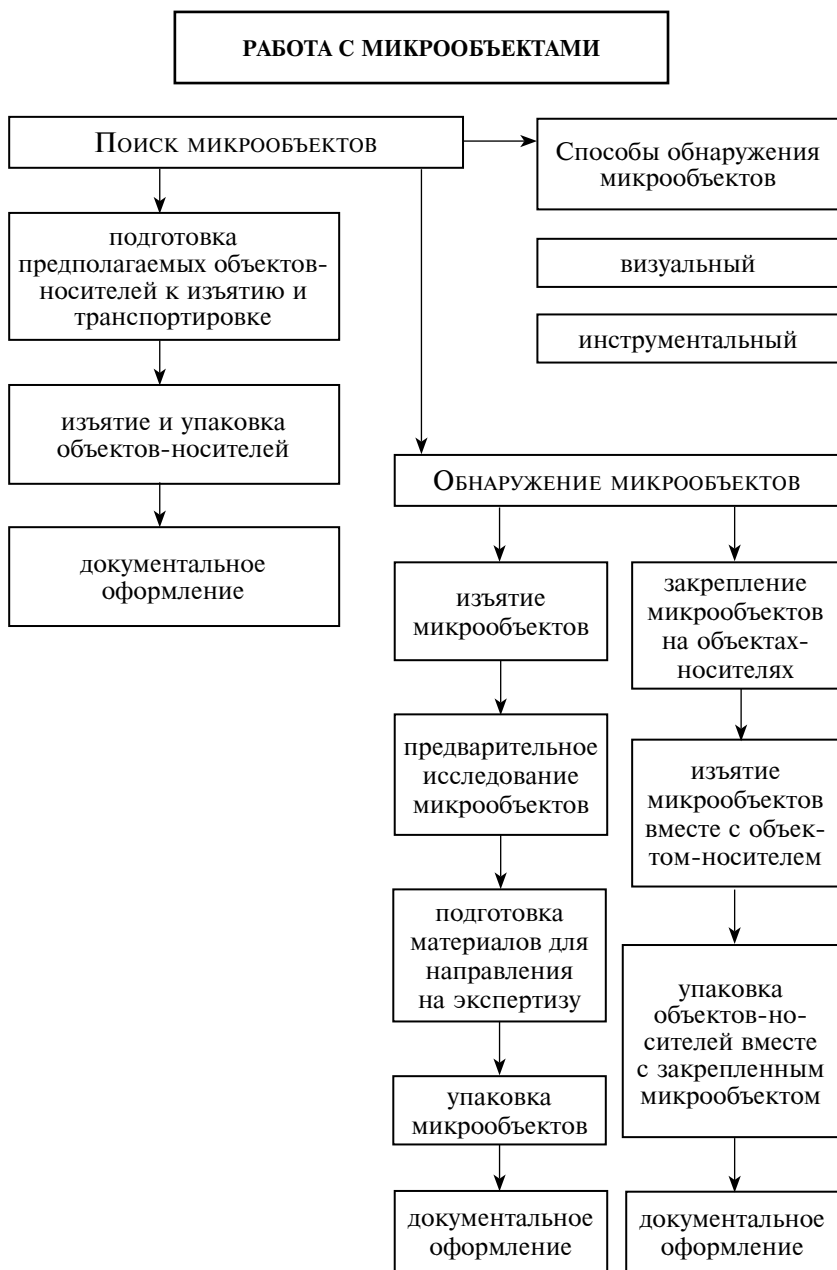 РАБОТА С МИКРООБЪЕКТАМИ
ПОИСК МИКРООБЪЕКТОВ
Способы обнаружения
микрообъектов
визуальный
инструментальный
подготовка
предполагаемых объектов-
носителей к изъятию и
транспортировке
изъятие и упаковка
объектов-носителей
документальное
оформление
ОБНАРУЖЕНИЕ МИКРООБЪЕКТОВ
изъятие
микрообъектов
предварительное
исследование
микрообъектов
подготовка
материалов для
направления
на экспертизу
упаковка
микрообъектов
документальное
оформление
закрепление
микрообъектов
на объектах-
носителях
изъятие
микрообъектов
вместе с объек-
том-носителем
упаковка
объектов-но-
сителей вместе
с закрепленным
микрообъектом
документальное
оформление